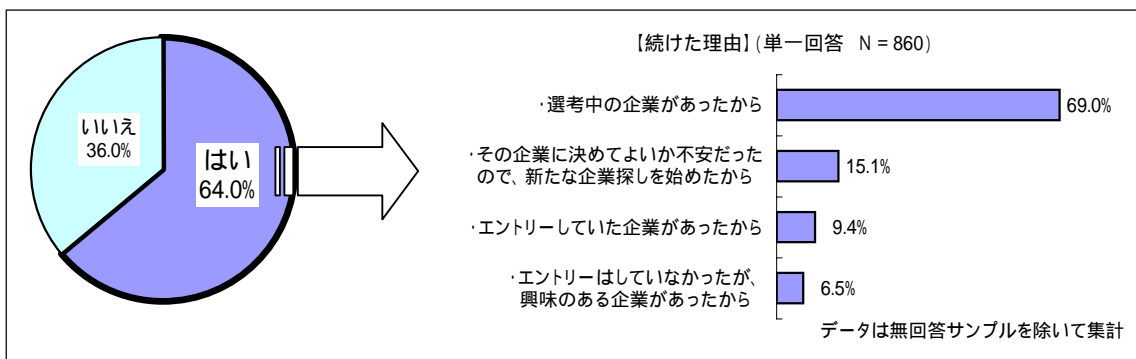 いいえ
36.0%
はい
64.0%
【続けた理由】(単一回答 N = 860)
・選考中の企業があったから
69.0%
・その企業に決めてよいか不安だった
ので、新たな企業探しを始めたから
15.1%
・エントリーしていた企業があったから
9.4%
・エントリーはしていなかったが、
興味のある企業があったから
6.5%
データは無回答サンプルを除いて集計